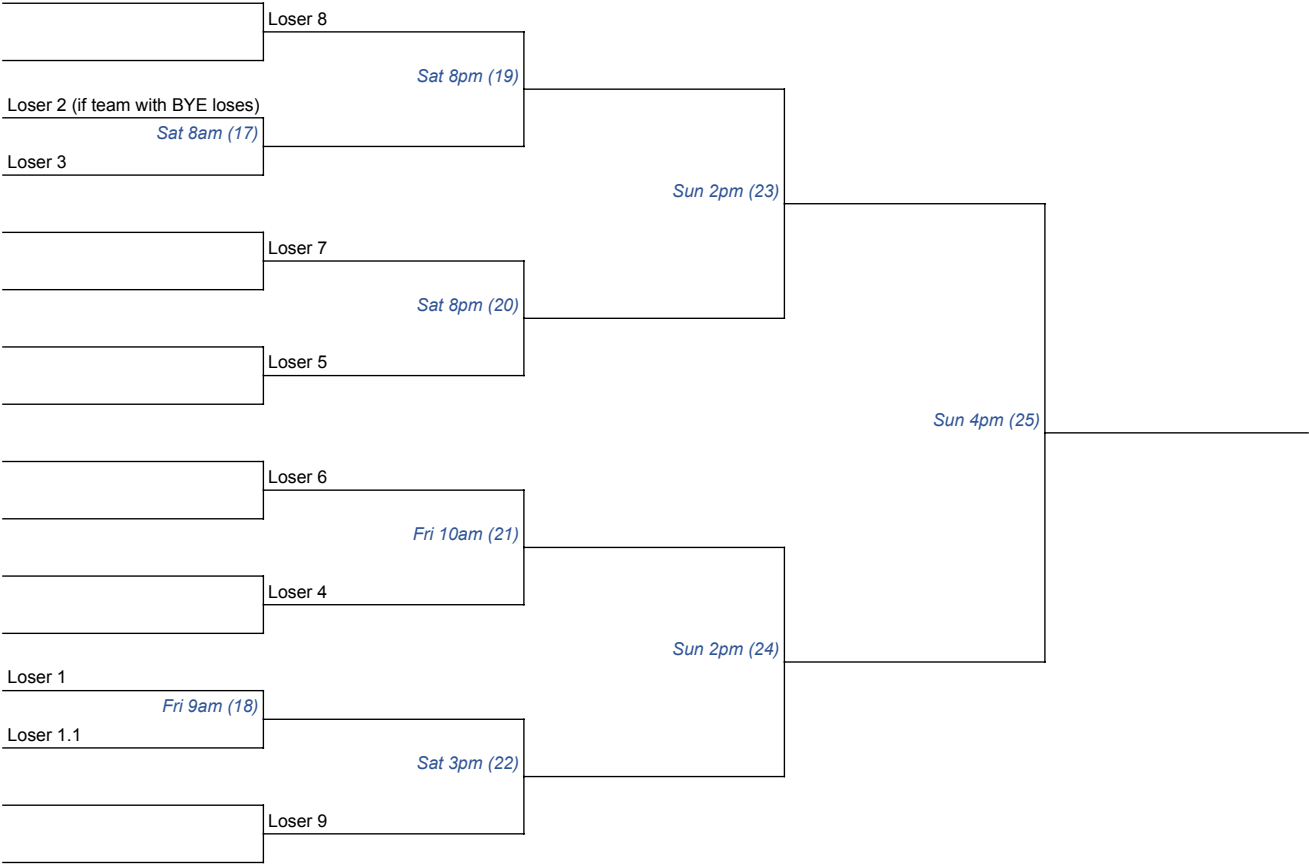 Loser 8
Sat 8pm (19)
Loser 2 (if team with BYE loses)
Sat 8am (17)
Loser 3
Sun 2pm (23)
Loser 7
Sat 8pm (20)
Loser 5
Sun 4pm (25)
Loser 6
Fri 10am (21)
Loser 4
Sun 2pm (24)
Loser 1
Fri 9am (18)
Loser 1.1
Sat 3pm (22)
Loser 9